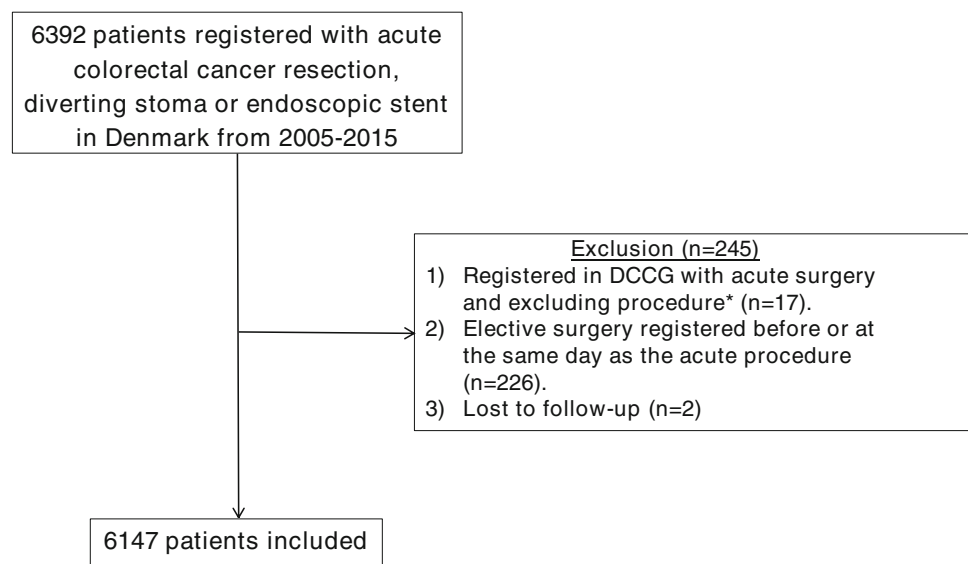 6392 patients registered with acute
colorectal cancer resection,
diverting stoma or endoscopic stent
in Denmark from 2005-2015
Exclusion (n=245)
1) Registered in DCCG with acute surgery
and excluding procedure* (n=17).
2) Elective surgery registered before or at
the same day as the acute procedure
(n=226).
3) Lost to follow-up (n=2)
6147 patients included